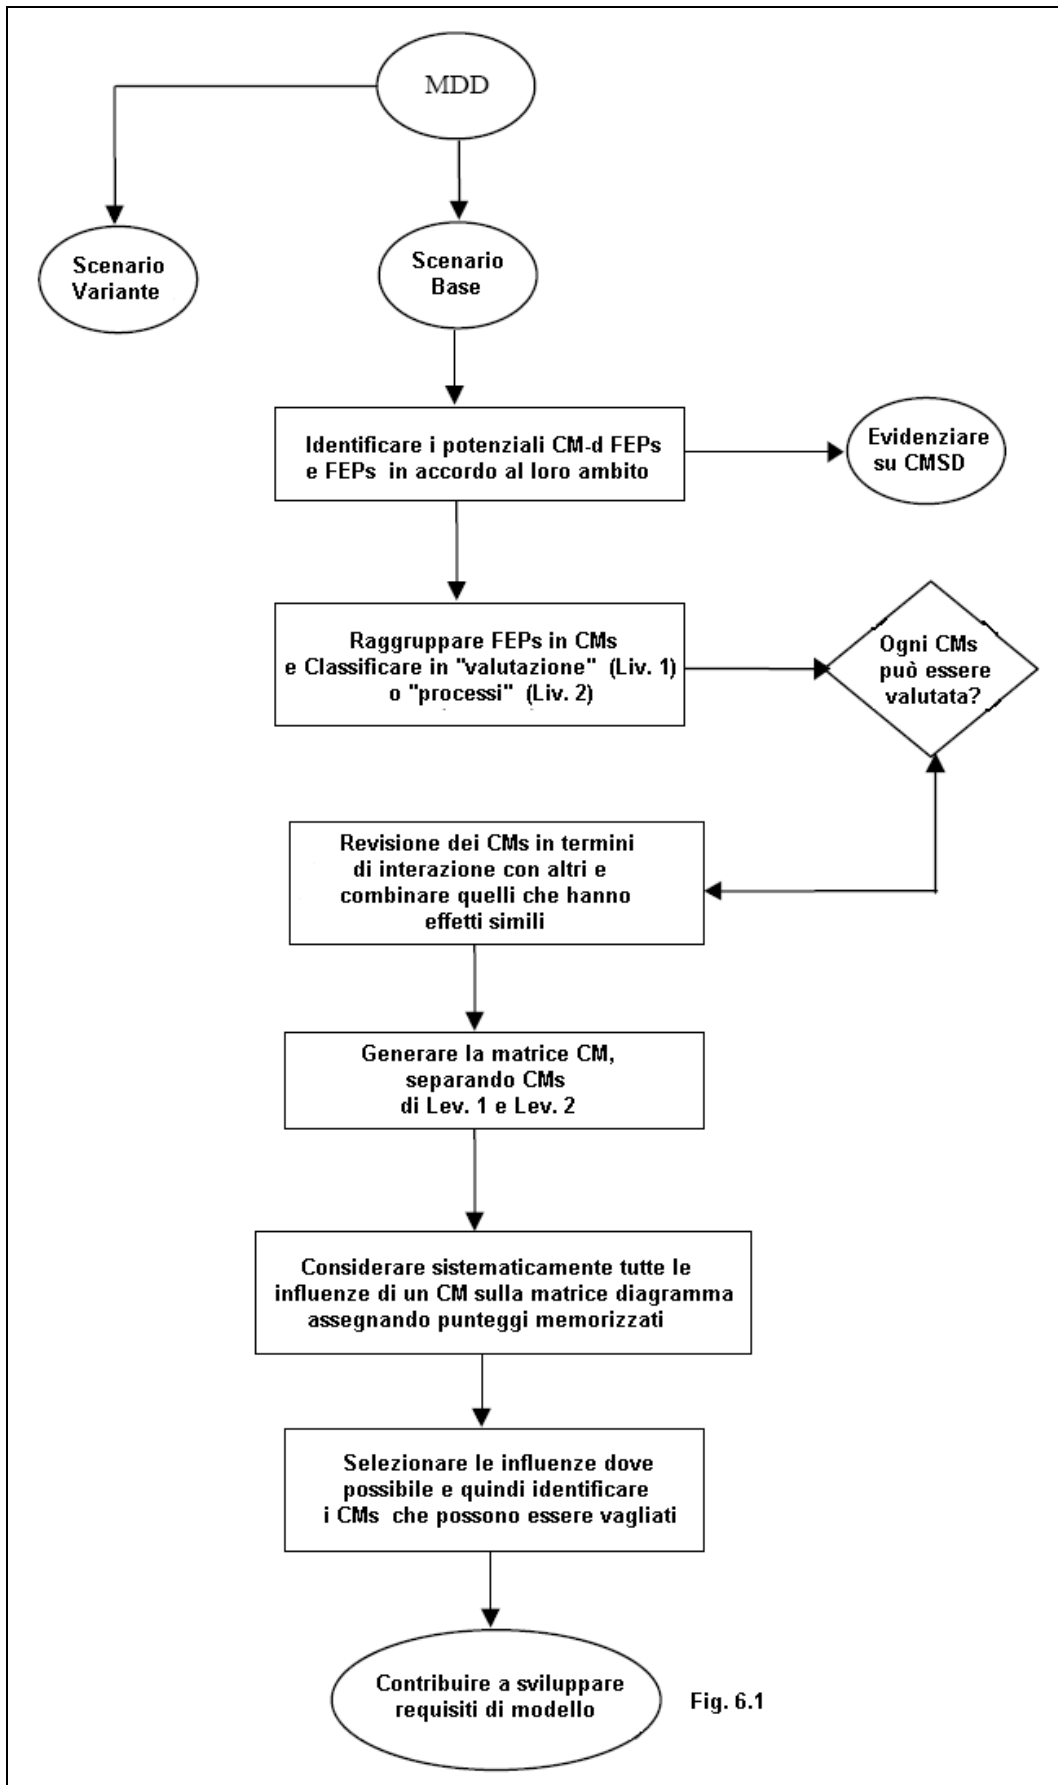 MDD
Scenario
Variante
Scenario
Base
Identificare i potenziali CM-d FEPs
e FEPs in accordo al loro ambito
Evidenziare
su CMSD
Raggruppare FEPs in CMs
e Classificare in "valutazione" (Liv. 1)
o "processi" (Liv. 2)
Ogni CMs
può essere
valutata?
Revisione dei CMs in termini
di interazione con altri e
combinare quelli che hanno
effetti simili
Generare la matrice CM,
separando CMs
di Lev. 1 e Lev. 2
Considerare sistematicamente tutte le
influenze di un CM sulla matrice diagramma
assegnando punteggi memorizzati
Selezionare le influenze dove
possibile e quindi identificare
i CMs che possono essere vagliati
Contribuire a sviluppare
requisiti di modello
Fig. 6.1